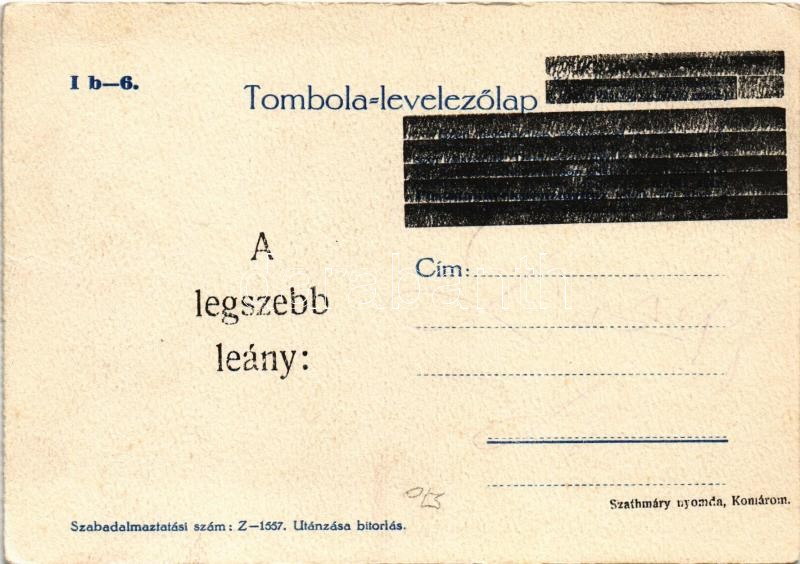 I b—6.
Tombola=levelezőlap
A
legszebb
leány:
Cím:
Szathmáry nyomda, Komárom.
Szabadalmaztatási szám: Z—1557. Utánzása bitorlás.